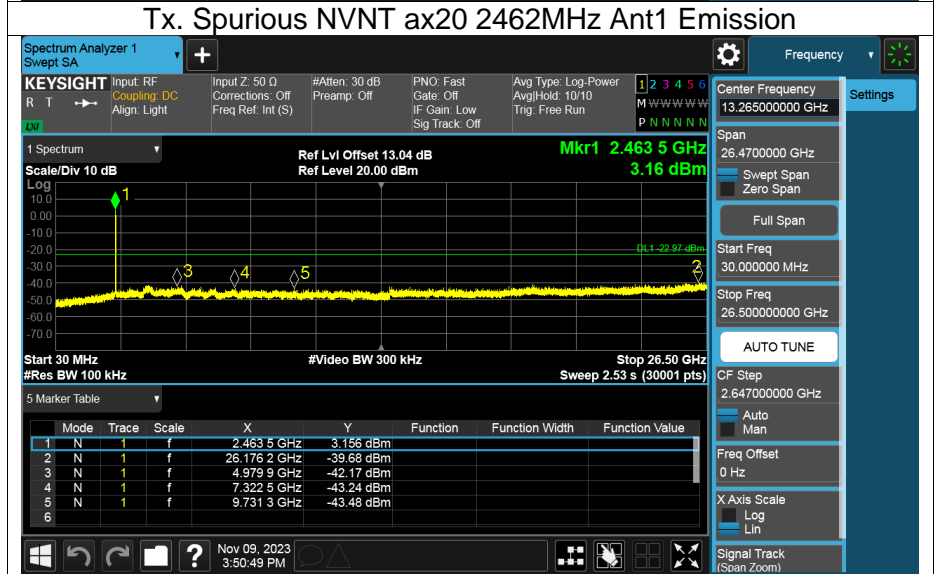 Tx. Spurious NVNT ax20 2462MHz Ant1 Emission
Spectrum Analyzer 1
Swept SA
+
Frequency
KEYSIGHT
R T
LXI
Input: RF
Coupling: DC
Align: Light
Input Z: 50 Ω
Corrections: Off
Freq Ref: Int (S)
#Atten: 30 dB
Preamp: Off
PNO: Fast
Gate: Off
IF Gain: Low
Sig Track: Off
Avg Type: Log-Power
Avg|Hold: 10/10
Trig: Free Run
1 2 3 4 5 6
M W W W W W
P N N N N N
1 Spectrum
Scale/Div 10 dB
Ref Lvl Offset 13.04 dB
Ref Level 20.00 dBm
Mkr1 2.463 5 GHz
3.16 dBm
Log
10.0
0.00
-10.0
-20.0
-30.0
-40.0
-50.0
-60.0
-70.0
1
DL1 -22.97 dBm
3
4
5
2
Start 30 MHz
#Video BW 300 kHz
Stop 26.50 GHz
#Res BW 100 kHz
Sweep 2.53 s (30001 pts)
5 Marker Table
Mode Trace Scale X Y Function Function Width Function Value
1 N 1 f 2.463 5 GHz 3.156 dBm
2 N 1 f 26.176 2 GHz -39.68 dBm
3 N 1 f 4.979 9 GHz -42.17 dBm
4 N 1 f 7.322 5 GHz -43.24 dBm
5 N 1 f 9.731 3 GHz -43.48 dBm
6
?
Nov 09, 2023
3:50:49 PM
Center Frequency
13.265000000 GHz
Settings
Span
26.4700000 GHz
Swept Span
Zero Span
Full Span
Start Freq
30.000000 MHz
Stop Freq
26.500000000 GHz
AUTO TUNE
CF Step
2.647000000 GHz
Auto
Man
Freq Offset
0 Hz
X Axis Scale
Log
Lin
Signal Track
(Span Zoom)